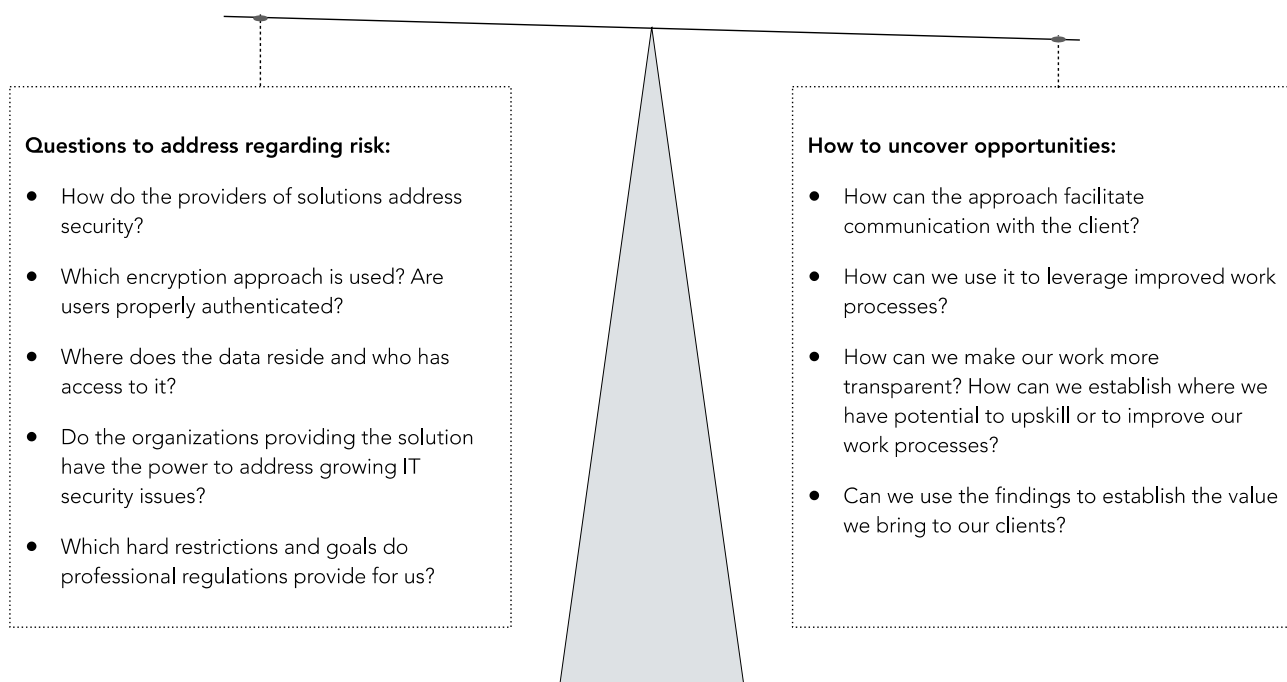 Questions to address regarding risk:
● How do the providers of solutions address
security?
● Which encryption approach is used? Are
users properly authenticated?
● Where does the data reside and who has
access to it?
● Do the organizations providing the solution
have the power to address growing IT
security issues?
● Which hard restrictions and goals do
professional regulations provide for us?
How to uncover opportunities:
● How can the approach facilitate
communication with the client?
● How can we use it to leverage improved work
processes?
● How can we make our work more
transparent? How can we establish where we
have potential to upskill or to improve our
work processes?
● Can we use the findings to establish the value
we bring to our clients?